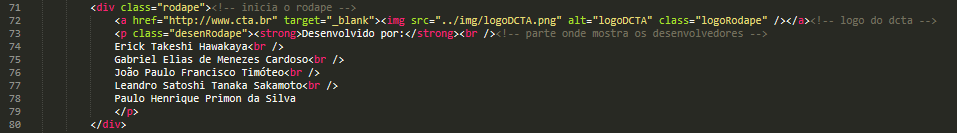 71 <div class="rodape"><!-- inicia o rodape -->
72 <a href="http://www.cta.br" target="_blank"><img src="../img/logoDCTA.png" alt="logoDCTA" class="logoRodape" /></a><!-- logo do dcta -->
73 <p class="desenRodape"><strong>Desenvolvido por:</strong><br /><!-- parte onde mostra os desenvolvedores -->
74 Erick Takeshi Hawakaya<br />
75 Gabriel Elias de Menezes Cardoso<br />
76 João Paulo Francisco Timóteo<br />
77 Leandro Satoshi Tanaka Sakamoto<br />
78 Paulo Henrique Primon da Silva
79 </p>
80 </div>